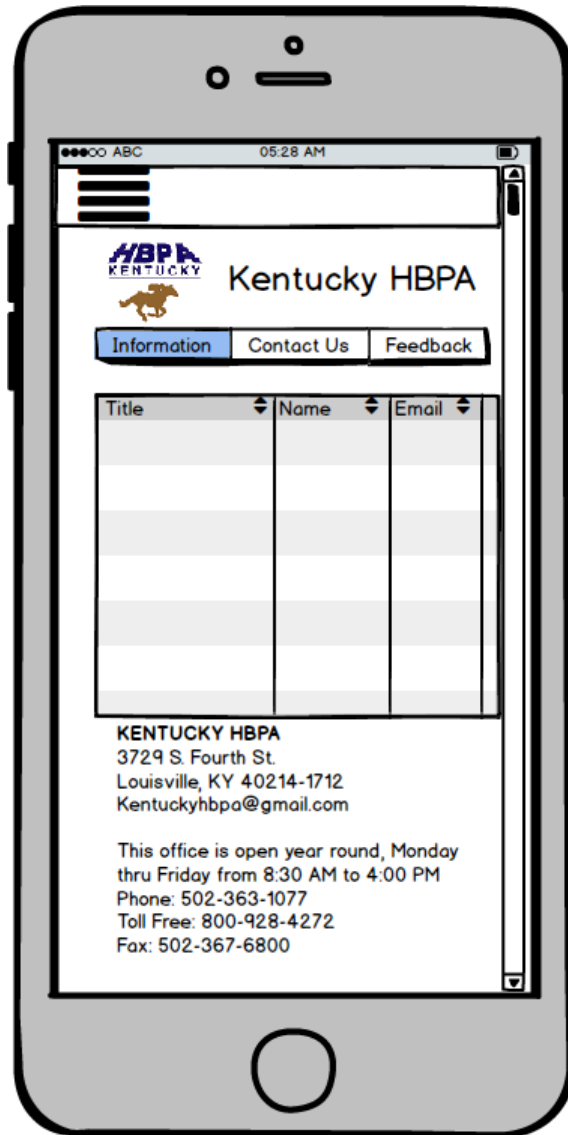 ABC 05:28 AM
HBPA
KENTUCKY
Kentucky HBPA
Information Contact Us Feedback
Title Name Email
KENTUCKY HBPA
3729 S. Fourth St.
Louisville, KY 40214-1712
Kentuckyhbpa@gmail.com
This office is open year round, Monday
thru Friday from 8:30 AM to 4:00 PM
Phone: 502-363-1077
Toll Free: 800-928-4272
Fax: 502-367-6800